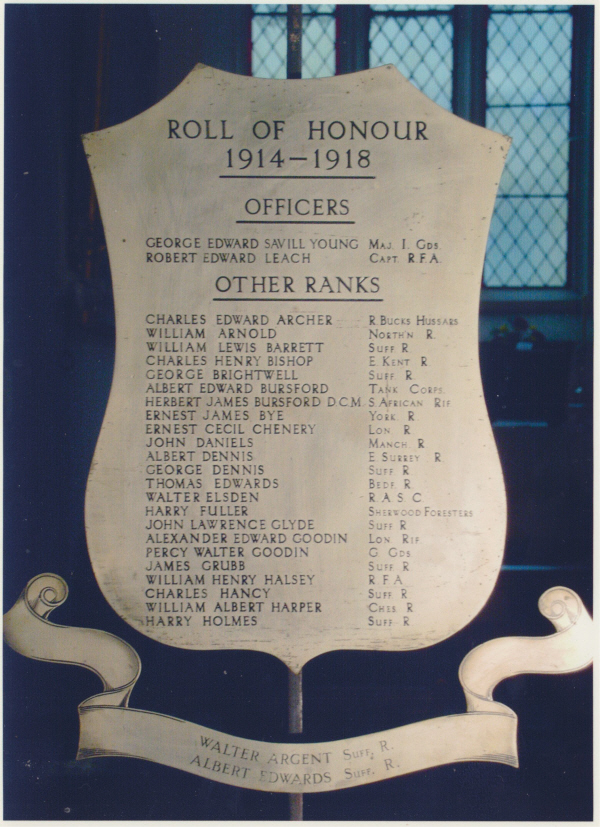 ROLL OF HONOUR
1914–1918
OFFICERS
GEORGE EDWARD SAVILL YOUNG MAJ. I. GDS.
ROBERT EDWARD LEACH CAPT. R.F.A.
OTHER RANKS
CHARLES EDWARD ARCHER R. BUCKS HUSSARS
WILLIAM ARNOLD NORTH'N R.
WILLIAM LEWIS BARRETT SUFF R.
CHARLES HENRY BISHOP E. KENT R.
GEORGE BRIGHTWELL SUFF. R.
ALBERT EDWARD BURSFORD TANK CORPS.
HERBERT JAMES BURSFORD D.C.M. S. AFRICAN RIF.
ERNEST JAMES BYE YORK R.
ERNEST CECIL CHENERY LON R.
JOHN DANIELS MANCH. R.
ALBERT DENNIS E. SURREY R.
GEORGE DENNIS SUFF R.
THOMAS EDWARDS BEDF. R.
WALTER ELSDEN R.A.S.C.
HARRY FULLER SHERWOOD FORESTERS
JOHN LAWRENCE GLYDE SUFF R
ALEXANDER EDWARD GOODIN LON RIF
PERCY WALTER GOODIN G. GDS
JAMES GRUBB SUFF R
WILLIAM HENRY HALSEY R.F.A.
CHARLES HANCY SUFF R
WILLIAM ALBERT HARPER CHES. R.
HARRY HOLMES SUFF. R
WALTER ARGENT SUFF. R.
ALBERT EDWARDS SUFF. R.